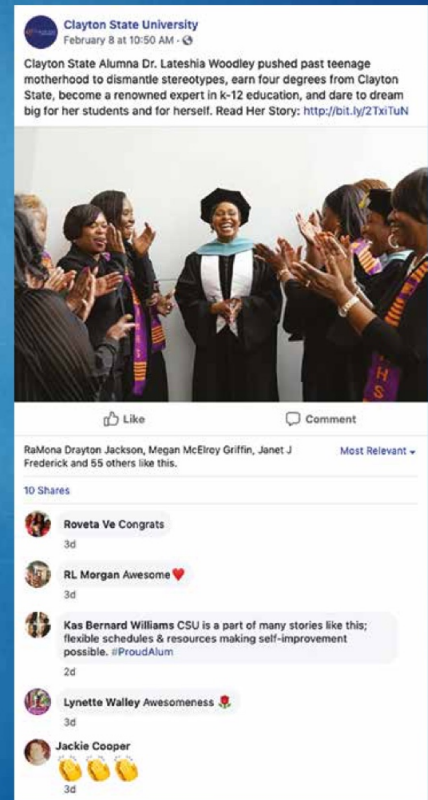 Clayton State University
February 8 at 10:50 AM ·
Clayton State Alumna Dr. Lateshia Woodley pushed past teenage
motherhood to dismantle stereotypes, earn four degrees from Clayton
State, become a renowned expert in k-12 education, and dare to dream
big for her students and for herself. Read Her Story: http://bit.ly/2TxiTuN
H
S
Like
Comment
RaMona Drayton Jackson, Megan McElroy Griffin, Janet J
Frederick and 55 others like this.
Most Relevant
10 Shares
Roveta Ve Congrats
3d
RL Morgan Awesome❤️
3d
Kas Bernard Williams CSU is a part of many stories like this;
flexible schedules & resources making self-improvement
possible. #ProudAlum
2d
Lynette Walley Awesomeness 🌹
3d
Jackie Cooper
👏 👏 👏
3d